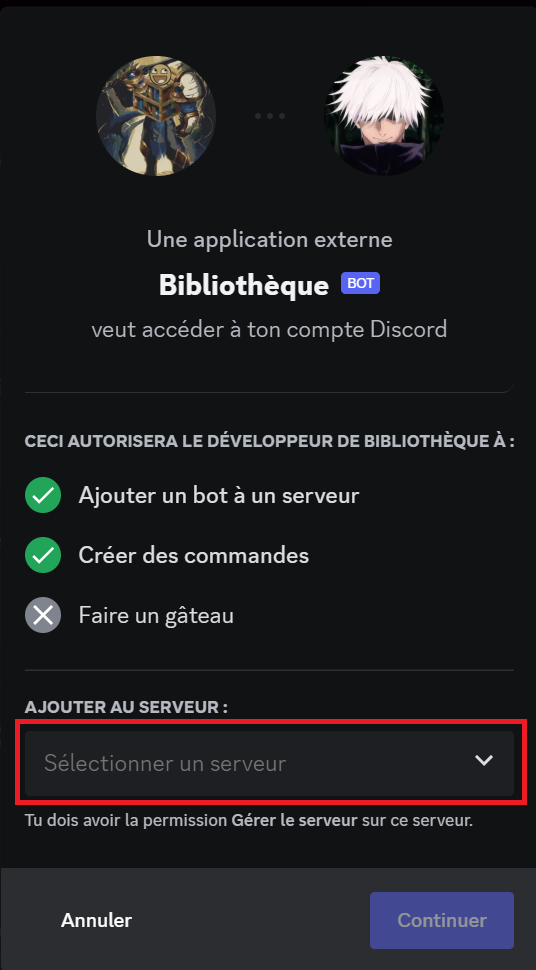 Une application externe
Bibliothèque BOT
veut accéder à ton compte Discord
CECI AUTORISERA LE DÉVELOPPEUR DE BIBLIOTHÈQUE À :
Ajouter un bot à un serveur
Créer des commandes
Faire un gâteau
AJOUTER AU SERVEUR :
Sélectionner un serveur
Tu dois avoir la permission Gérer le serveur sur ce serveur.
Annuler
Continuer